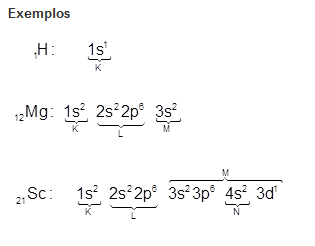 Exemplos
₁H: 1s¹
K
₁₂Mg: 1s² 2s² 2p⁶ 3s²
K L M
M
₂₁Sc: 1s² 2s² 2p⁶ 3s² 3p⁶ 4s² 3d¹
K L N